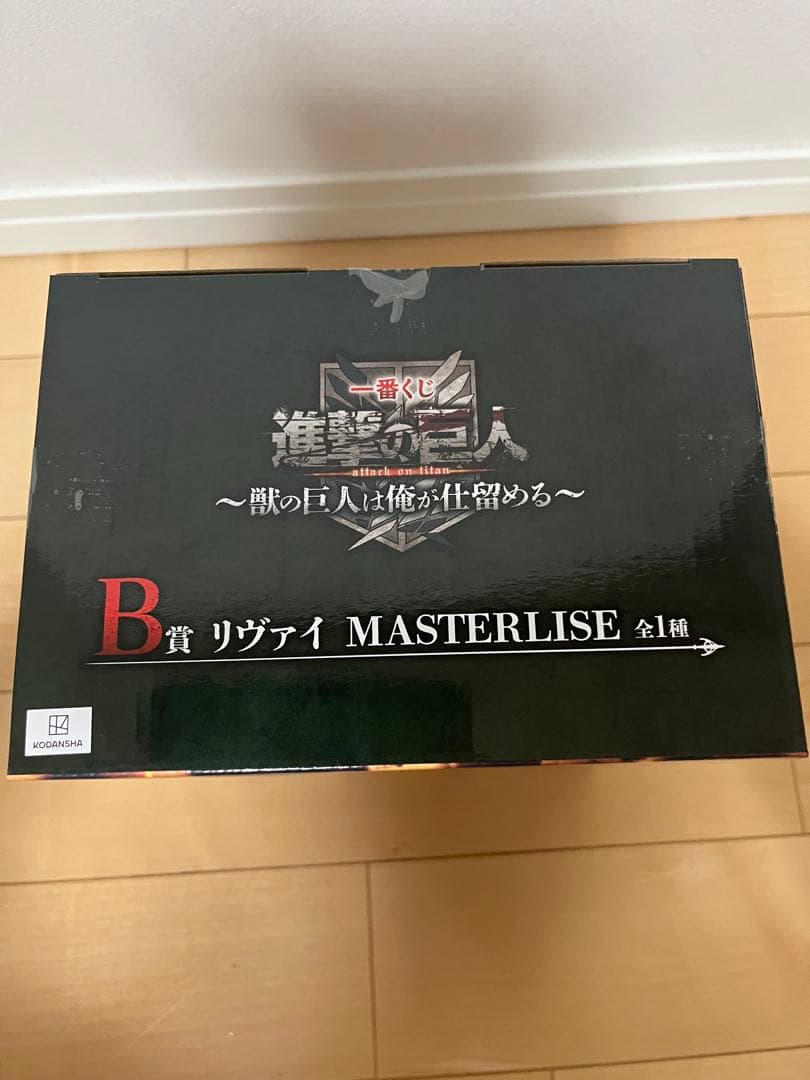 一番くじ
進撃の巨人
attack on titan
～獣の巨人は俺が仕留める～
B賞 リヴァイ MASTERLISE 全1種
KODANSHA